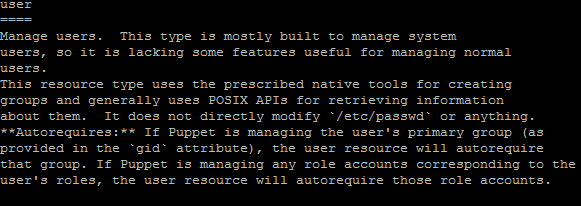 user
====
Manage users.  This type is mostly built to manage system
users, so it is lacking some features useful for managing normal
users.
This resource type uses the prescribed native tools for creating
groups and generally uses POSIX APIs for retrieving information
about them.  It does not directly modify `/etc/passwd` or anything.
**Autorequires:** If Puppet is managing the user's primary group (as
provided in the `gid` attribute), the user resource will autorequire
that group. If Puppet is managing any role accounts corresponding to the
user's roles, the user resource will autorequire those role accounts.